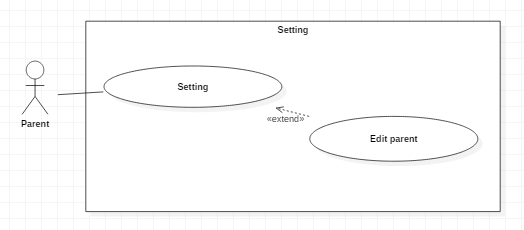 Setting
Setting
«extend»
Parent
Edit parent